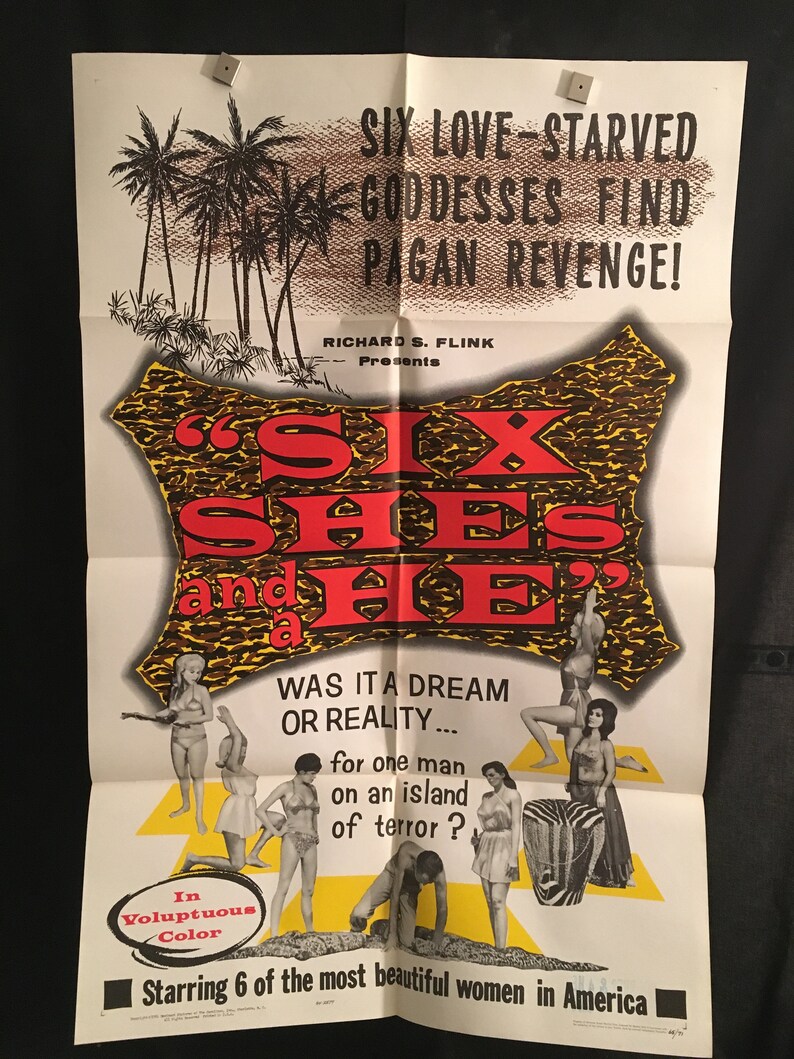 SIX LOVE-STARVED
GODDESSES FIND
PAGAN REVENGE!
RICHARD S. FLINK
Presents
"SIX
SHEs
and a HE"
WAS IT A DREAM
OR REALITY...
for one man
on an island
of terror?
In
Voluptuous
Color
Starring 6 of the most beautiful women in America